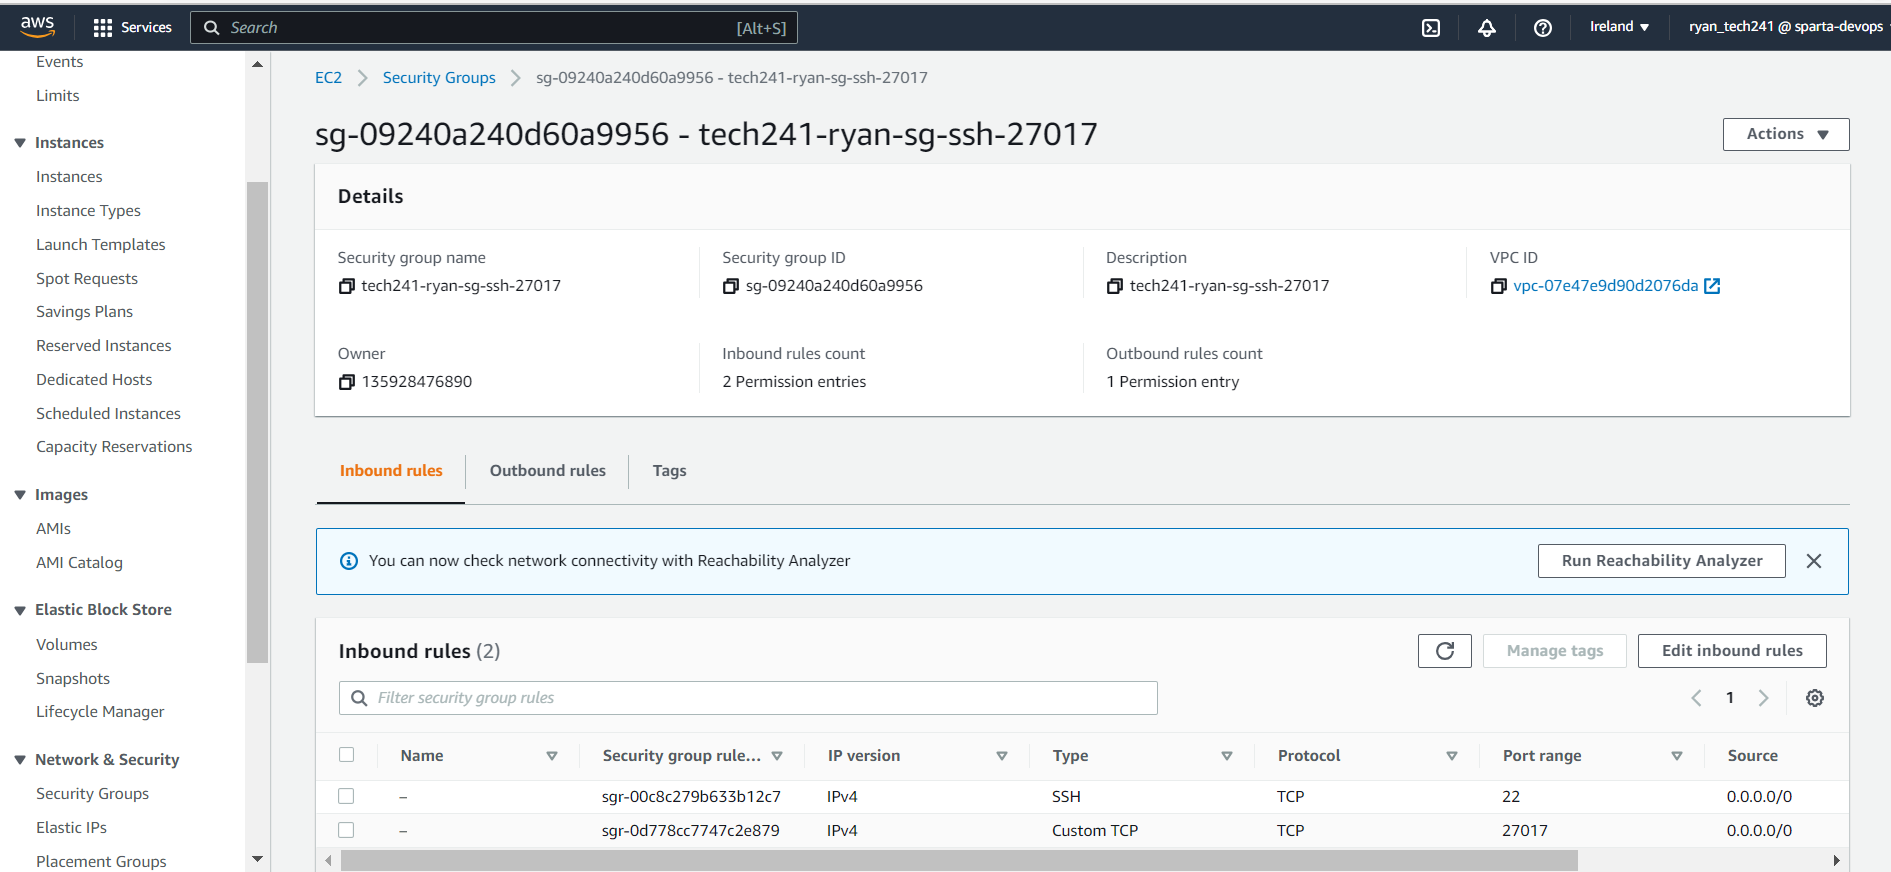 aws
Services
Search [Alt+S]
Ireland
ryan_tech241 @ sparta-devops
Events
Limits
Instances
Instances
Instance Types
Launch Templates
Spot Requests
Savings Plans
Reserved Instances
Dedicated Hosts
Scheduled Instances
Capacity Reservations
Images
AMIs
AMI Catalog
Elastic Block Store
Volumes
Snapshots
Lifecycle Manager
Network & Security
Security Groups
Elastic IPs
Placement Groups
EC2 > Security Groups > sg-09240a240d60a9956 - tech241-ryan-sg-ssh-27017
sg-09240a240d60a9956 - tech241-ryan-sg-ssh-27017
Actions
Details
Security group name
tech241-ryan-sg-ssh-27017
Security group ID
sg-09240a240d60a9956
Description
tech241-ryan-sg-ssh-27017
VPC ID
vpc-07e47e9d90d2076da
Owner
135928476890
Inbound rules count
2 Permission entries
Outbound rules count
1 Permission entry
Inbound rules
Outbound rules
Tags
You can now check network connectivity with Reachability Analyzer
Run Reachability Analyzer
Inbound rules (2)
Manage tags
Edit inbound rules
Filter security group rules
1
Name Security group rule... IP version Type Protocol Port range Source
– sgr-00c8c279b633b12c7 IPv4 SSH TCP 22 0.0.0.0/0
– sgr-0d778cc7747c2e879 IPv4 Custom TCP TCP 27017 0.0.0.0/0